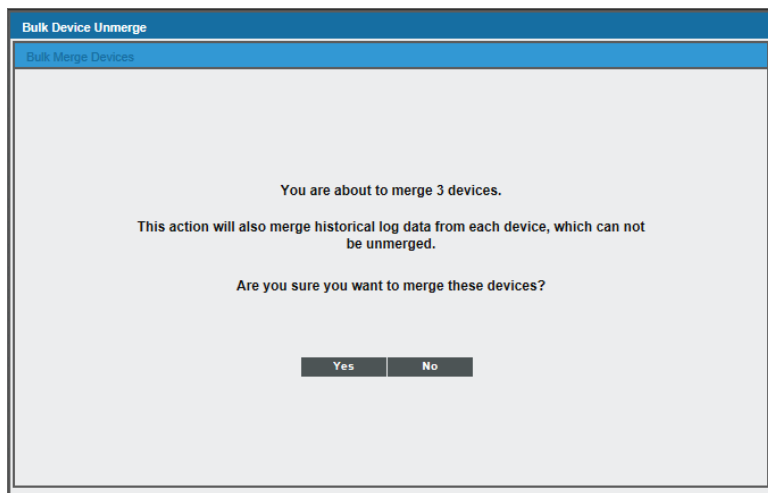 Bulk Device Unmerge
Bulk Merge Devices
You are about to merge 3 devices.
This action will also merge historical log data from each device, which can not
be unmerged.
Are you sure you want to merge these devices?
Yes No